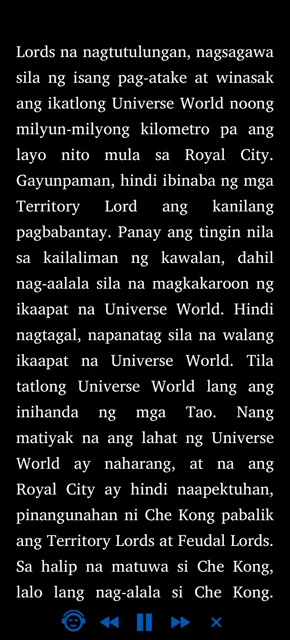 Lords na nagtutulungan, nagsagawa
sila ng isang pag-atake at winasak
ang ikatlong Universe World noong
milyun-milyong kilometro pa ang
layo nito mula sa Royal City.
Gayunpaman, hindi ibinaba ng mga
Territory Lord ang kanilang
pagbabantay. Panay ang tingin nila
sa kailaliman ng kawalan, dahil
nag-aalala sila na magkakaroon ng
ikaapat na Universe World. Hindi
nagtagal, napanatag sila na walang
ikaapat na Universe World. Tila
tatlong Universe World lang ang
inihanda ng mga Tao. Nang
matiyak na ang lahat ng Universe
World ay naharang, at na ang
Royal City ay hindi naapektuhan,
pinangunahan ni Che Kong pabalik
ang Territory Lords at Feudal Lords.
Sa halip na matuwa si Che Kong,
lalo lang nag-alala si Che Kong.